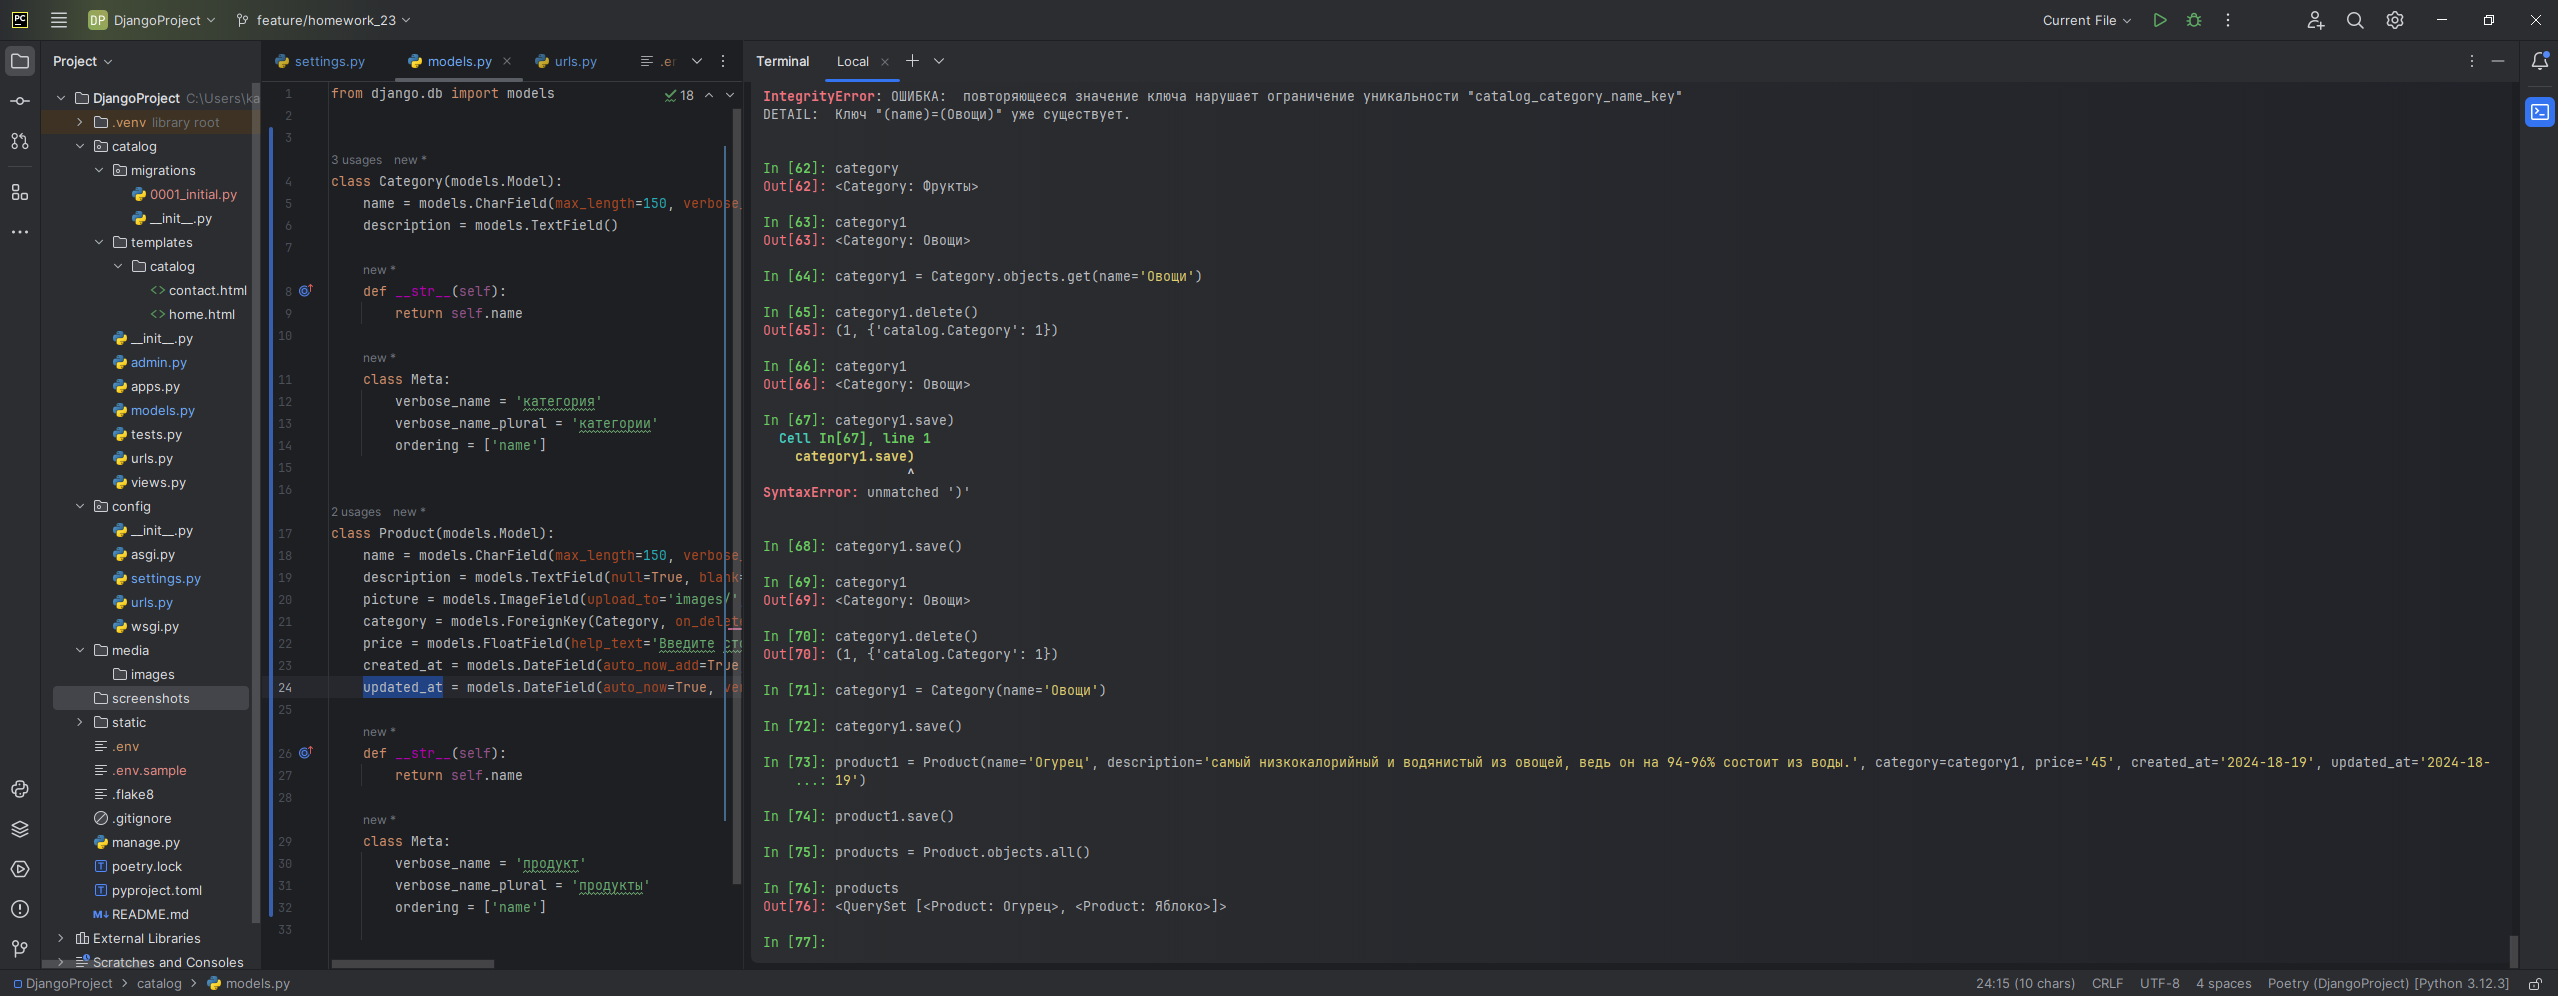 PC
DP DjangoProject
feature/homework_23
Current File
Project
DjangoProject C:\Users\ka
.venv library root
catalog
migrations
0001_initial.py
__init__.py
templates
catalog
contact.html
home.html
__init__.py
admin.py
apps.py
models.py
tests.py
urls.py
views.py
config
__init__.py
asgi.py
settings.py
urls.py
wsgi.py
media
images
screenshots
static
.env
.env.sample
.flake8
.gitignore
manage.py
poetry.lock
pyproject.toml
README.md
External Libraries
Scratches and Consoles
settings.py
models.py
urls.py
.er
18
1 from django.db import models
2
3
3 usages new *
4 class Category(models.Model):
5 name = models.CharField(max_length=150, verbose_
6 description = models.TextField()
7
new *
8 def __str__(self):
9 return self.name
10
new *
11 class Meta:
12 verbose_name = 'категория'
13 verbose_name_plural = 'категории'
14 ordering = ['name']
15
16
2 usages new *
17 class Product(models.Model):
18 name = models.CharField(max_length=150, verbose_
19 description = models.TextField(null=True, blank=
20 picture = models.ImageField(upload_to='images/'
21 category = models.ForeignKey(Category, on_delete
22 price = models.FloatField(help_text='Введите сто
23 created_at = models.DateField(auto_now_add=True
24 updated_at = models.DateField(auto_now=True, ver
25
new *
26 def __str__(self):
27 return self.name
28
new *
29 class Meta:
30 verbose_name = 'продукт'
31 verbose_name_plural = 'продукты'
32 ordering = ['name']
33
Terminal
Local
IntegrityError: ОШИБКА:  повторяющееся значение ключа нарушает ограничение уникальности "catalog_category_name_key"
DETAIL:  Ключ "(name)=(Овощи)" уже существует.
In [62]: category
Out[62]: <Category: Фрукты>
In [63]: category1
Out[63]: <Category: Овощи>
In [64]: category1 = Category.objects.get(name='Овощи')
In [65]: category1.delete()
Out[65]: (1, {'catalog.Category': 1})
In [66]: category1
Out[66]: <Category: Овощи>
In [67]: category1.save)
Cell In[67], line 1
category1.save)
^
SyntaxError: unmatched ')'
In [68]: category1.save()
In [69]: category1
Out[69]: <Category: Овощи>
In [70]: category1.delete()
Out[70]: (1, {'catalog.Category': 1})
In [71]: category1 = Category(name='Овощи')
In [72]: category1.save()
In [73]: product1 = Product(name='Огурец', description='самый низкокалорийный и водянистый из овощей, ведь он на 94-96% состоит из воды.', category=category1, price='45', created_at='2024-18-19', updated_at='2024-18-
...: 19')
In [74]: product1.save()
In [75]: products = Product.objects.all()
In [76]: products
Out[76]: <QuerySet [<Product: Огурец>, <Product: Яблоко>]>
In [77]:
DjangoProject > catalog > models.py
24:15 (10 chars)
CRLF
UTF-8
4 spaces
Poetry (DjangoProject) [Python 3.12.3]